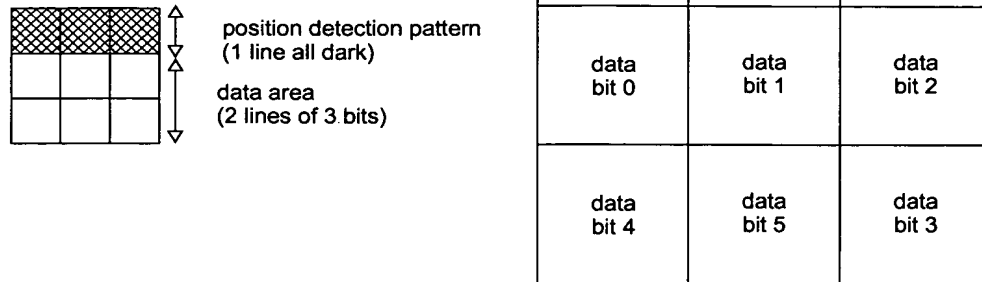 position detection pattern
(1 line all dark)
data area
(2 lines of 3 bits)
data
bit 0
data
bit 1
data
bit 2
data
bit 4
data
bit 5
data
bit 3